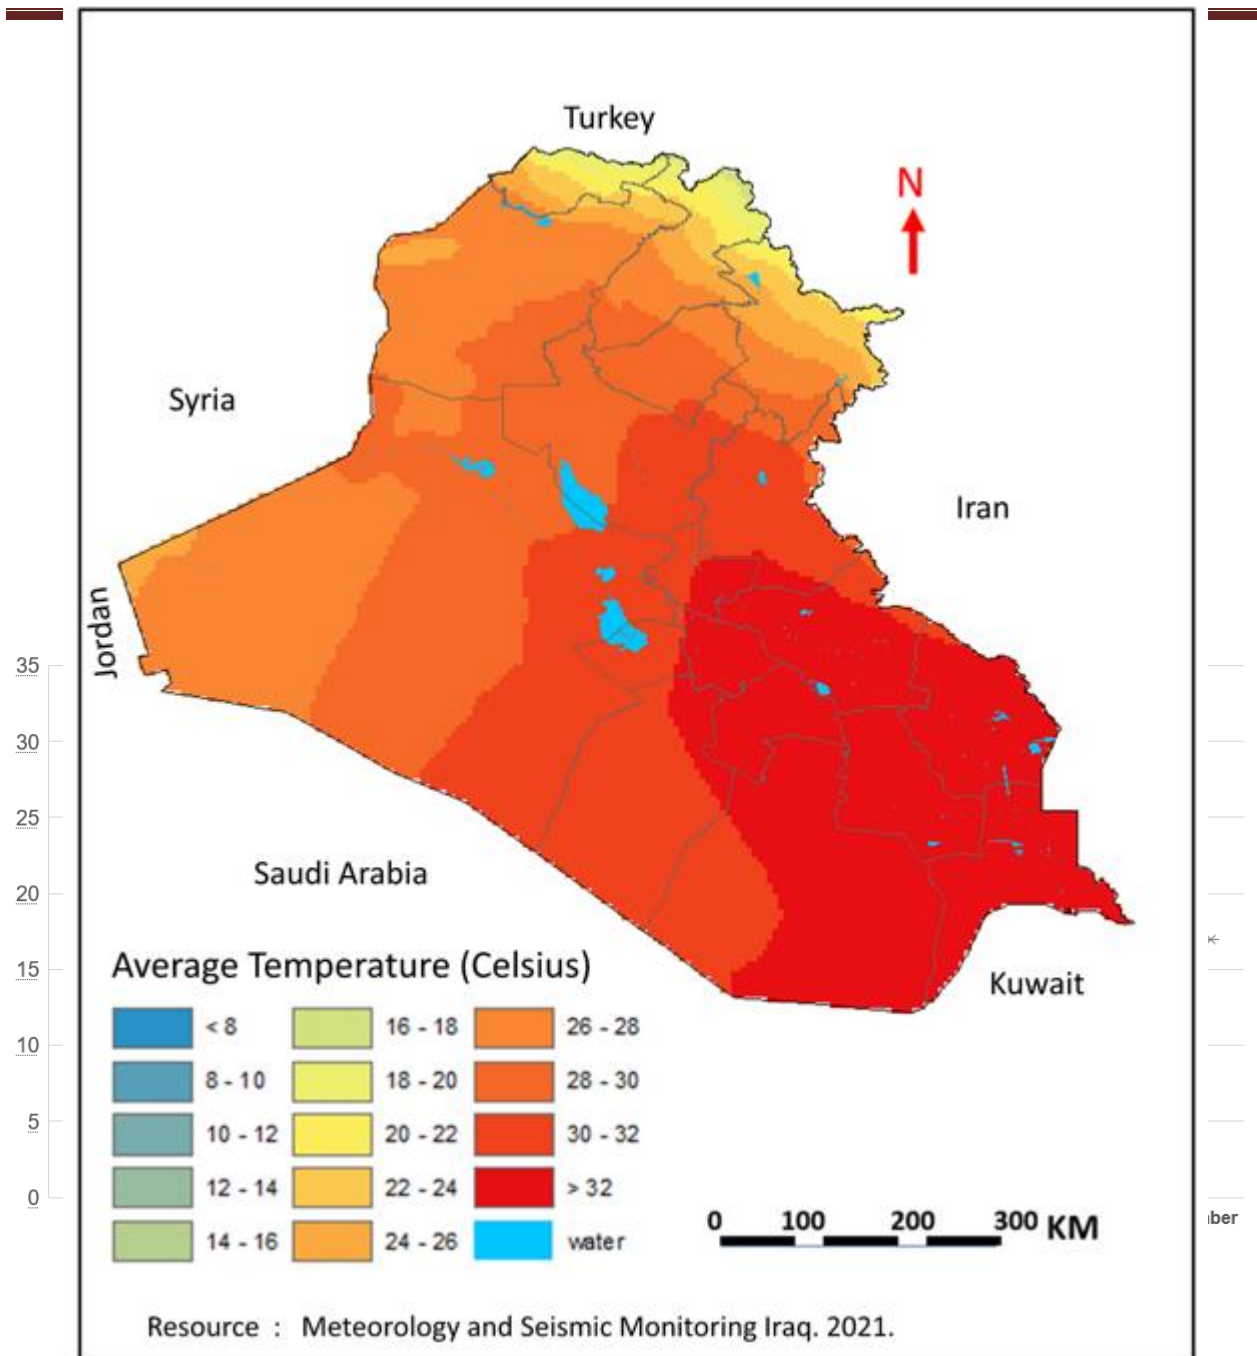 Turkey
N
Syria
Iran
Jordan
35
30
25
Saudi Arabia
20
15
Kuwait
Average Temperature (Celsius)
< 8
16 - 18
26 - 28
10
8 - 10
18 - 20
28 - 30
5
10 - 12
20 - 22
30 - 32
0
12 - 14
22 - 24
> 32
14 - 16
24 - 26
water
0 100 200 300 KM
ber
Resource : Meteorology and Seismic Monitoring Iraq. 2021.